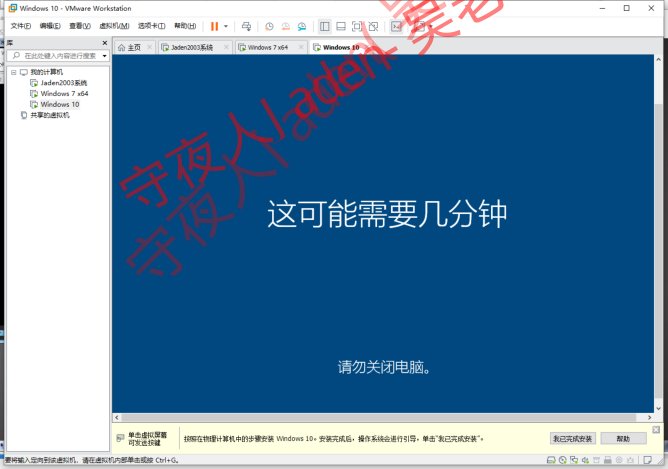 Windows 10 - VMware Workstation
文件(F) 编辑(E) 查看(V) 虚拟机(M) 选项卡(T) 帮助(H)
库
在此处键入内容进行搜索
我的计算机
Jaden2003系统
Windows 7 x64
Windows 10
共享的虚拟机
主页 Jaden2003系统 Windows 7 x64 Windows 10
守夜人/aden-吴老
守夜人/aden
这可能需要几分钟
请勿关闭电脑。
单击虚拟屏幕
可发送按键
按照在物理计算机中的步骤安装 Windows 10。安装完成后，操作系统会进行引导，单击“我已完成安装”。
我已完成安装 帮助
要将输入定向到该虚拟机，请在虚拟机内部单击或按 Ctrl+G。